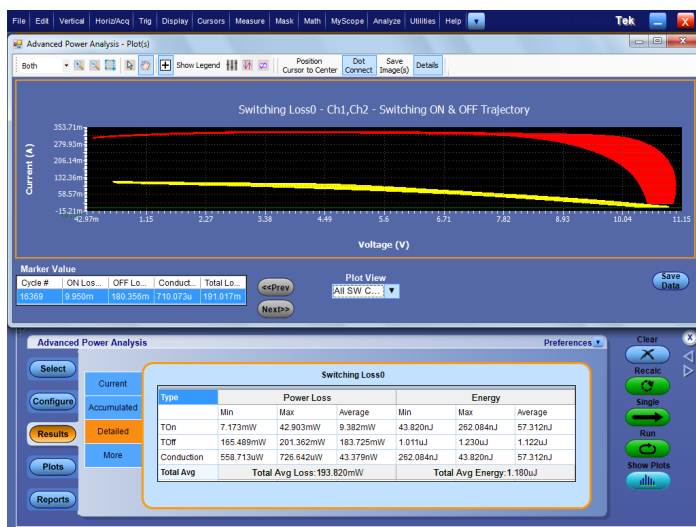 File Edit Vertical Horiz/Acq Trig Display Cursors Measure Mask Math MyScope Analyze Utilities Help Tek X
Advanced Power Analysis - Plot(s)
Both Show Legend Position Cursor to Center Dot Connect Save Image(s) Details
Switching Loss0 - Ch1,Ch2 - Switching ON & OFF Trajectory
Current (A)
353.71m
279.93m
206.14m
132.36m
58.57m
-15.21m
42.97m 1.15 2.27 3.38 4.49 5.6 6.71 7.82 8.93 10.04 11.15
Voltage (V)
Marker Value
Cycle # ON Los... OFF Lo... Conduct... Total Lo...
16369 9.950m 180.356m 710.073u 191.017m
<<Prev
Next>>
Plot View
All SW C...
Save Data
Advanced Power Analysis Preferences Clear X
Select
Configure
Results
Plots
Reports
Current
Accumulated
Detailed
More
Switching Loss0
Type Power Loss Energy
Min Max Average Min Max Average
TOn 7.173mW 42.903mW 9.382mW 43.820nJ 262.084nJ 57.312nJ
TOff 165.489mW 201.362mW 183.725mW 1.011uJ 1.230uJ 1.122uJ
Conduction 558.713uW 726.642uW 43.379nW 262.084nJ 43.820nJ 57.312nJ
Total Avg Total Avg Loss:193.820mW Total Avg Energy:1.180uJ
Recalc
Single
Run
Show Plots